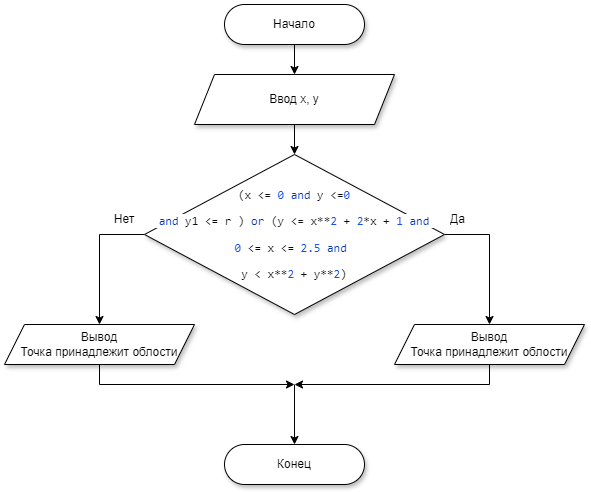 Начало
Ввод x, y
(x <= 0 and y <=0
and y1 <= r ) or (y <= x**2 + 2*x + 1 and
0 <= x <= 2.5 and
y < x**2 + y**2)
Нет
Да
Вывод
Точка принадлежит облости
Вывод
Точка принадлежит облости
Конец